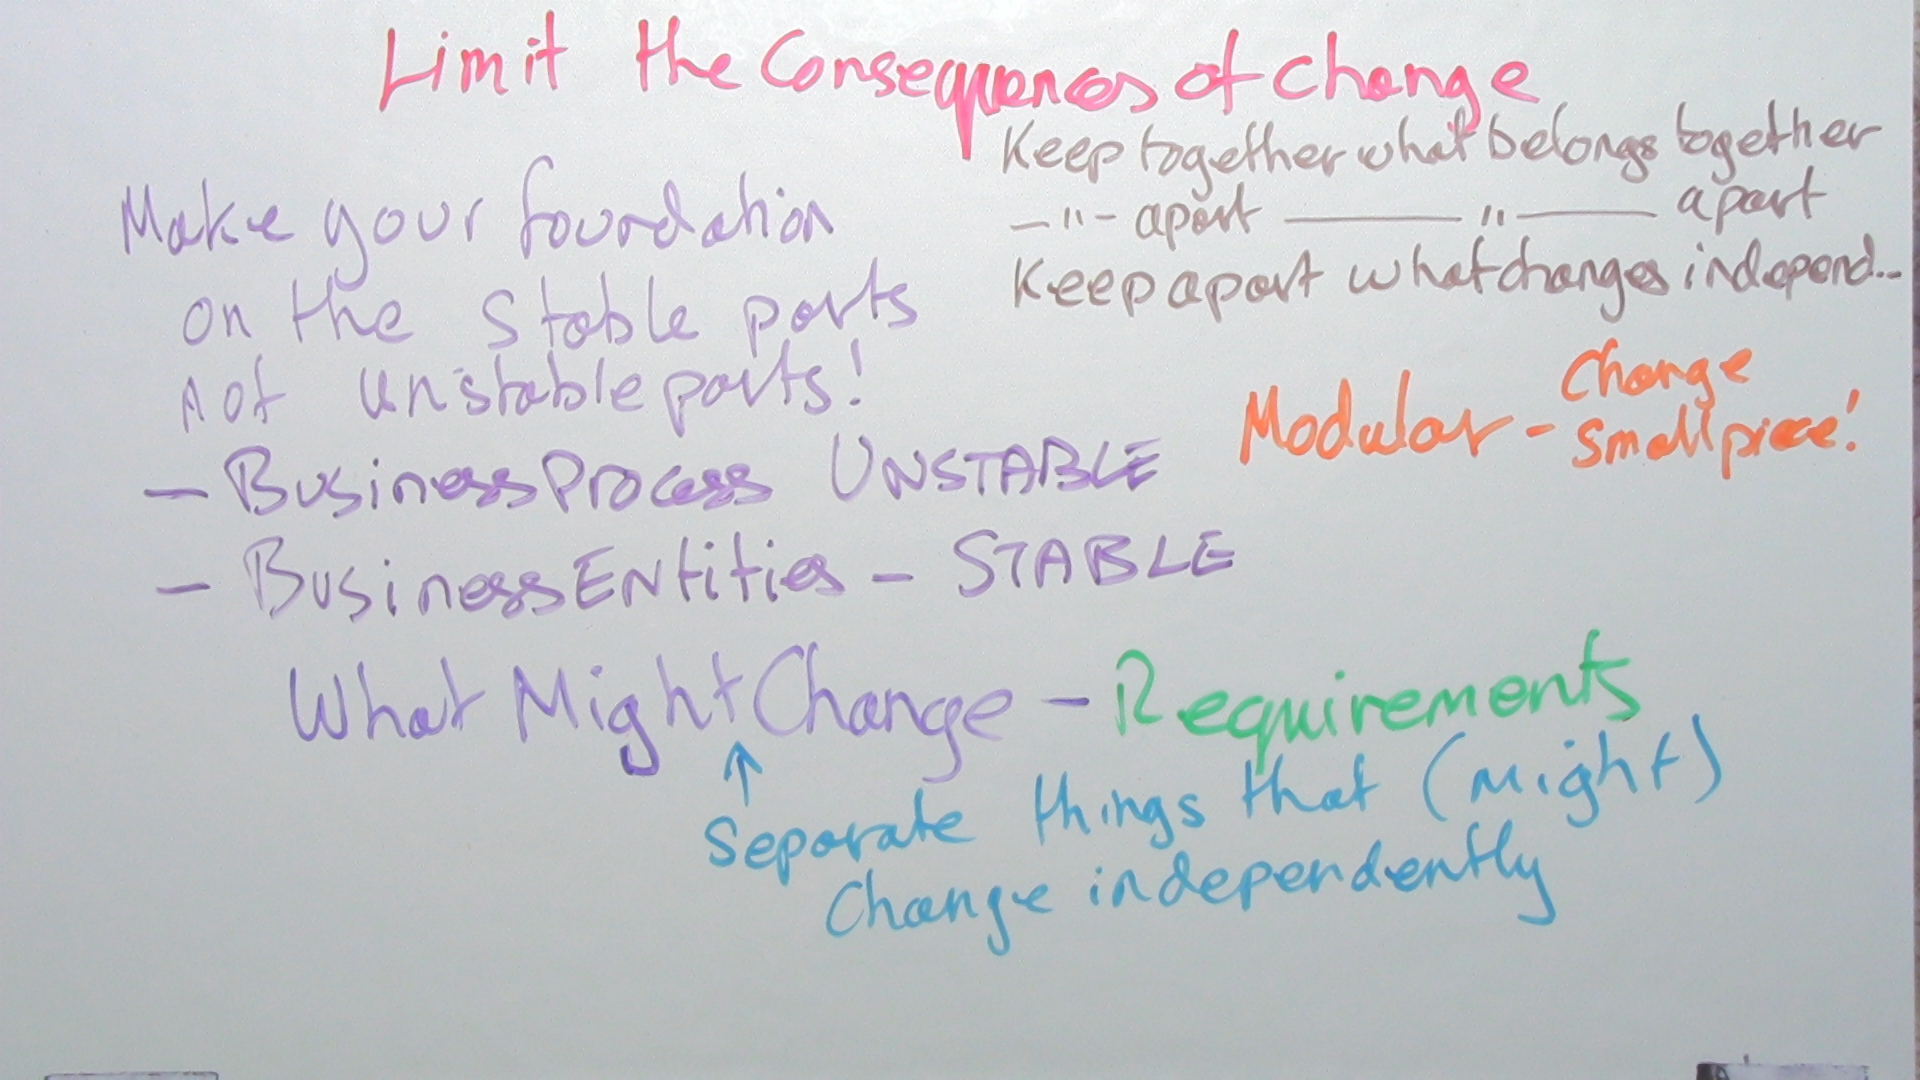 Limit the Consequences of change
Keep together what belongs together
—"— apart ———"——— apart
Keep apart what changes independ...
Make your foundation
on the stable parts
not unstable parts!
Modular - Change
small piece!
- Business Process UNSTABLE
- Business ENtities - STABLE
What Might Change - Requirements
↑
Separate things that (might)
Change independently